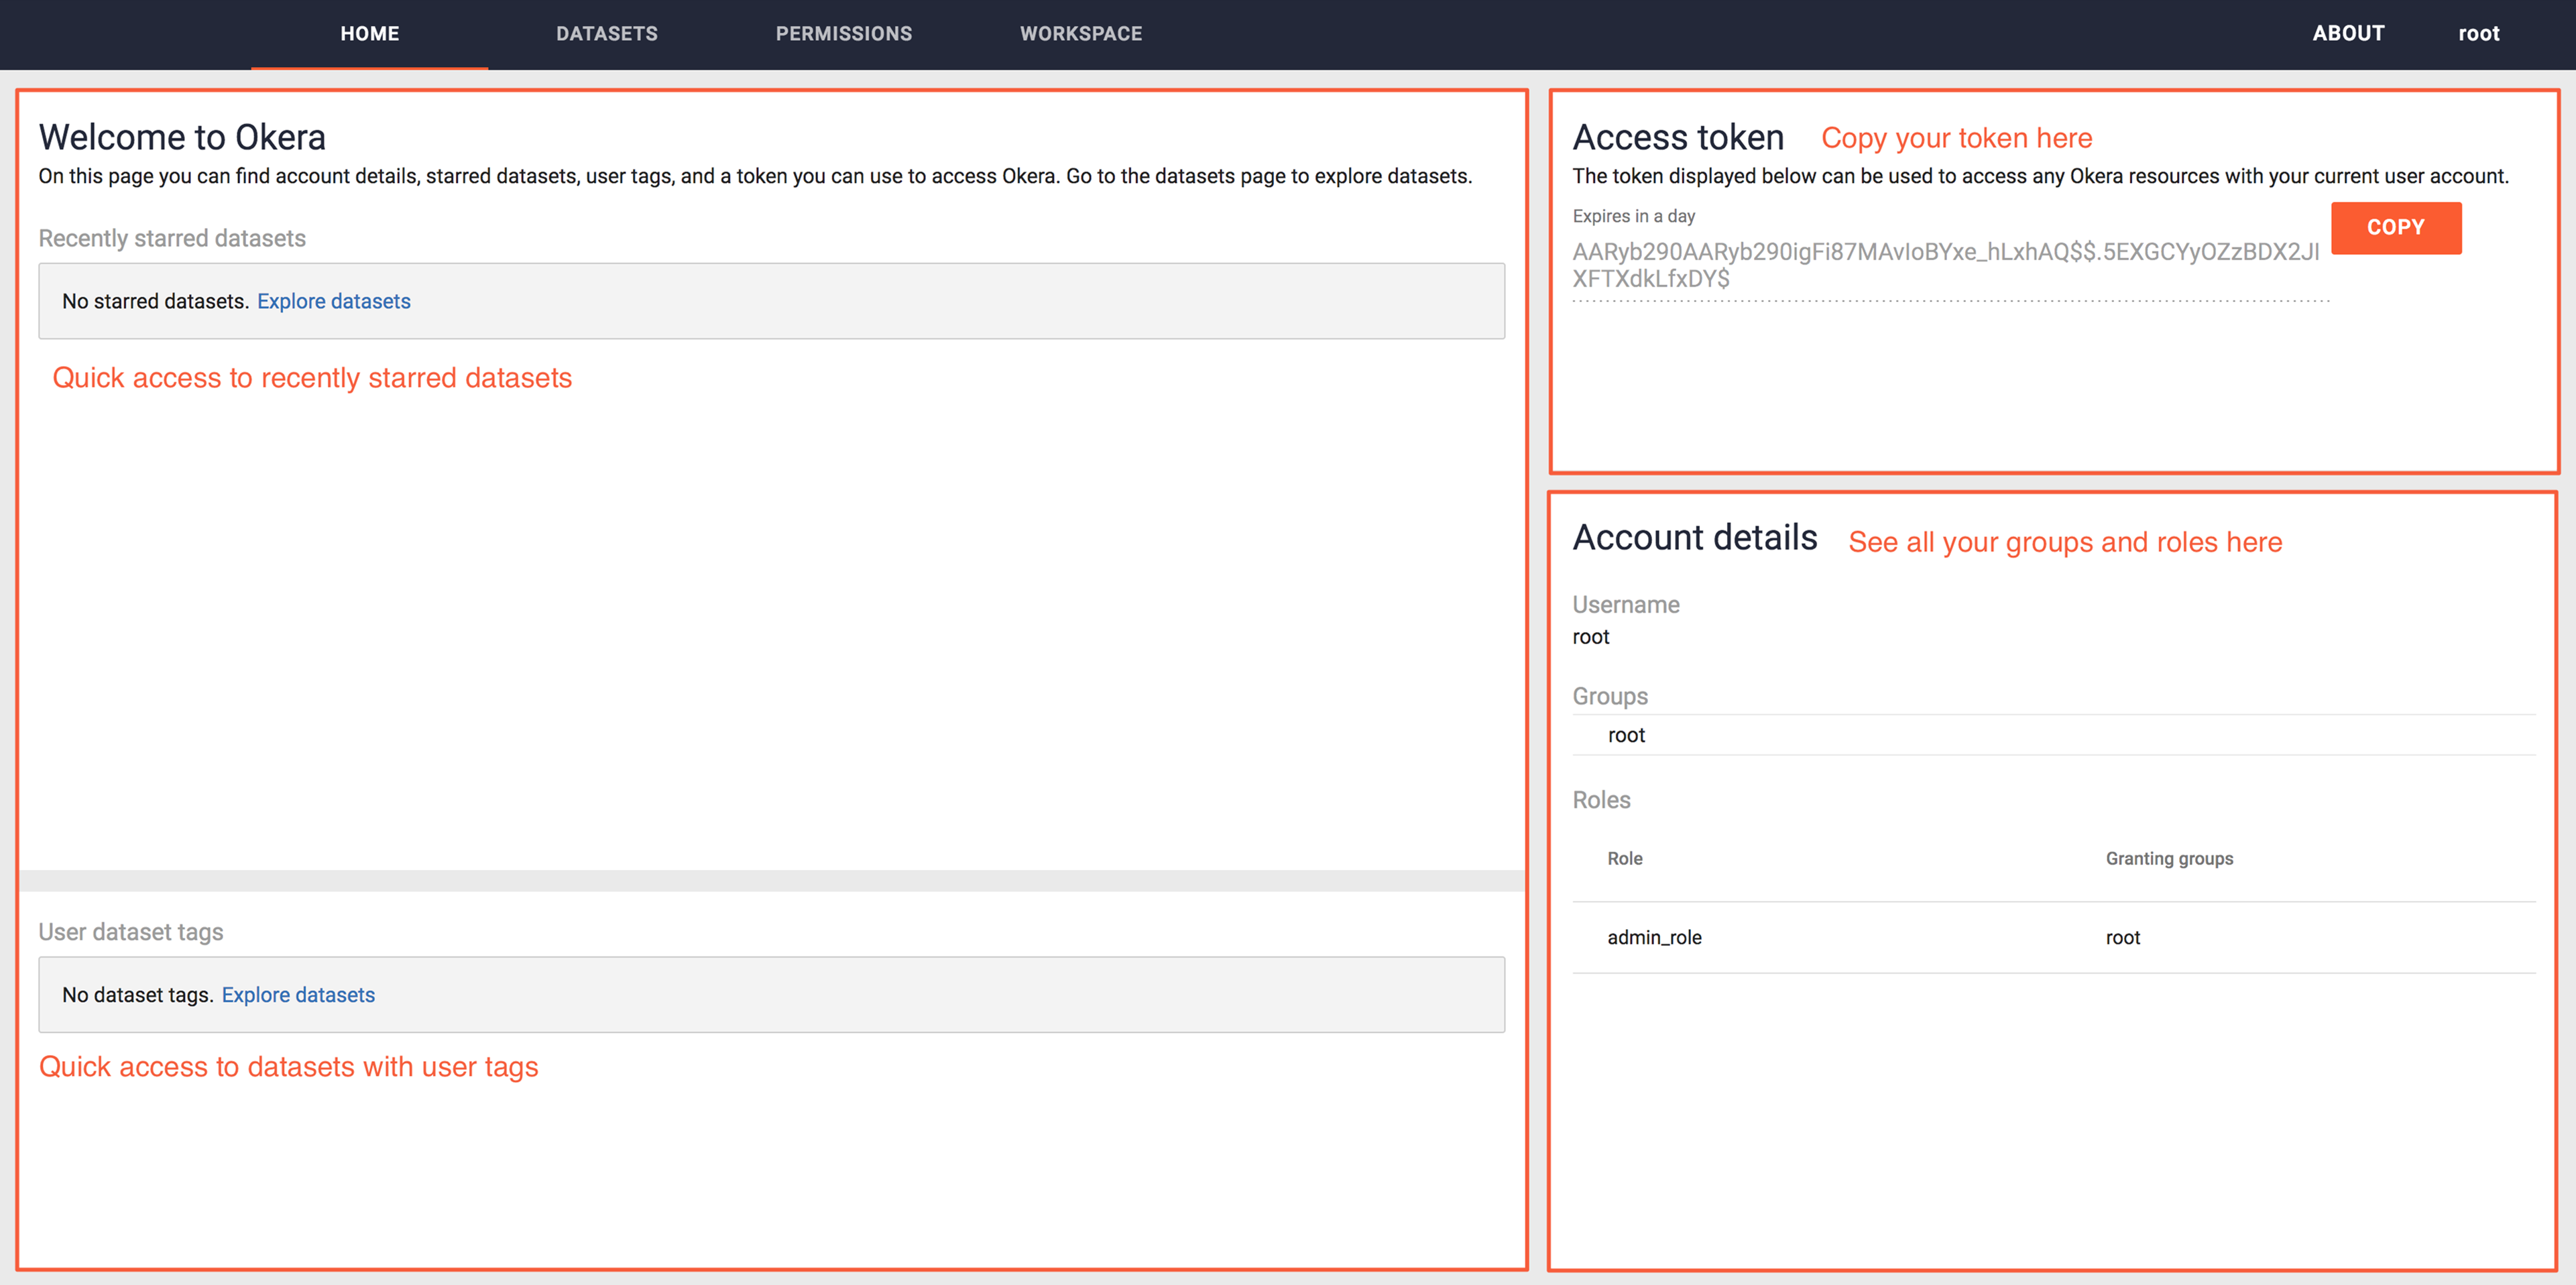 HOME DATASETS PERMISSIONS WORKSPACE ABOUT root
Welcome to Okera
On this page you can find account details, starred datasets, user tags, and a token you can use to access Okera. Go to the datasets page to explore datasets.
Recently starred datasets
No starred datasets. Explore datasets
Quick access to recently starred datasets
User dataset tags
No dataset tags. Explore datasets
Quick access to datasets with user tags
Access token Copy your token here
The token displayed below can be used to access any Okera resources with your current user account.
Expires in a day
COPY
AARyb290AARyb290igFi87MAvIoBYxe_hLxhAQ$$.5EXGCYyOZzBDX2JI
XFTXdkLfxDY$
Account details See all your groups and roles here
Username
root
Groups
root
Roles
Role Granting groups
admin_role root